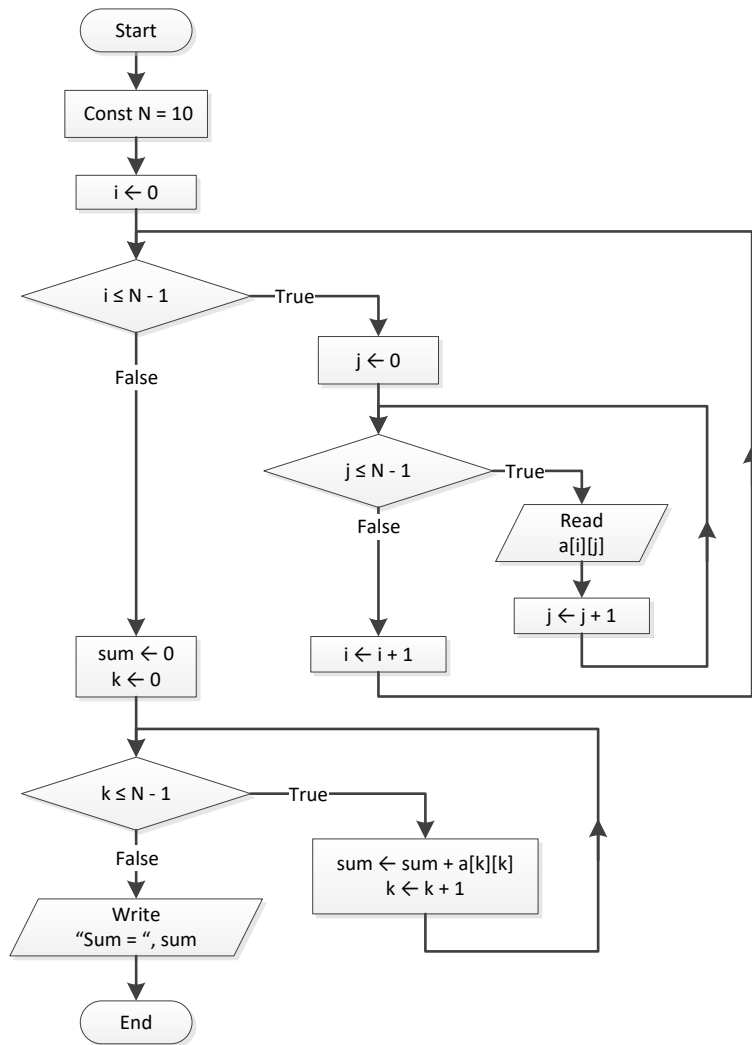 Start
Const N = 10
i ← 0
i ≤ N - 1
True
j ← 0
False
j ≤ N - 1
True
Read
a[i][j]
False
j ← j + 1
i ← i + 1
sum ← 0
k ← 0
k ≤ N - 1
True
sum ← sum + a[k][k]
k ← k + 1
False
Write
“Sum = “, sum
End